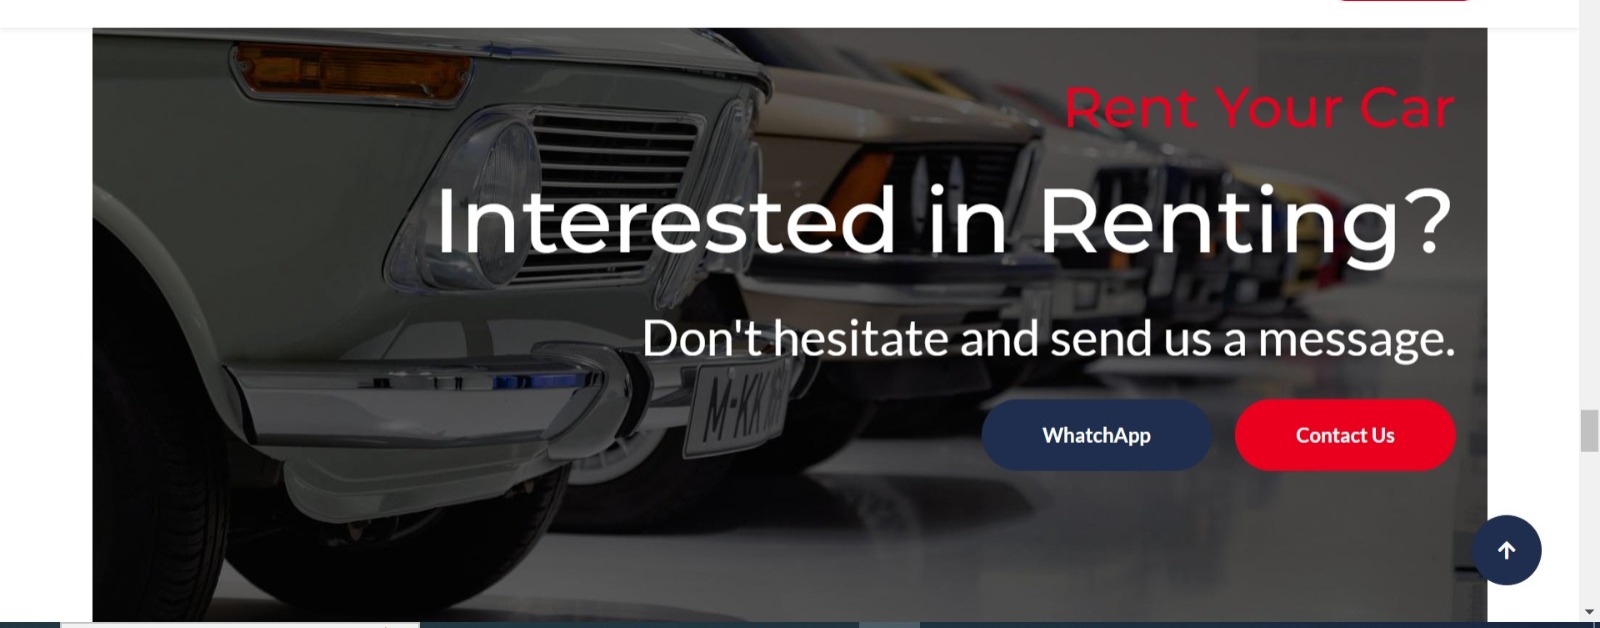 Rent Your Car
Interested in Renting?
Don't hesitate and send us a message.
M-KK
WhatchApp
Contact Us